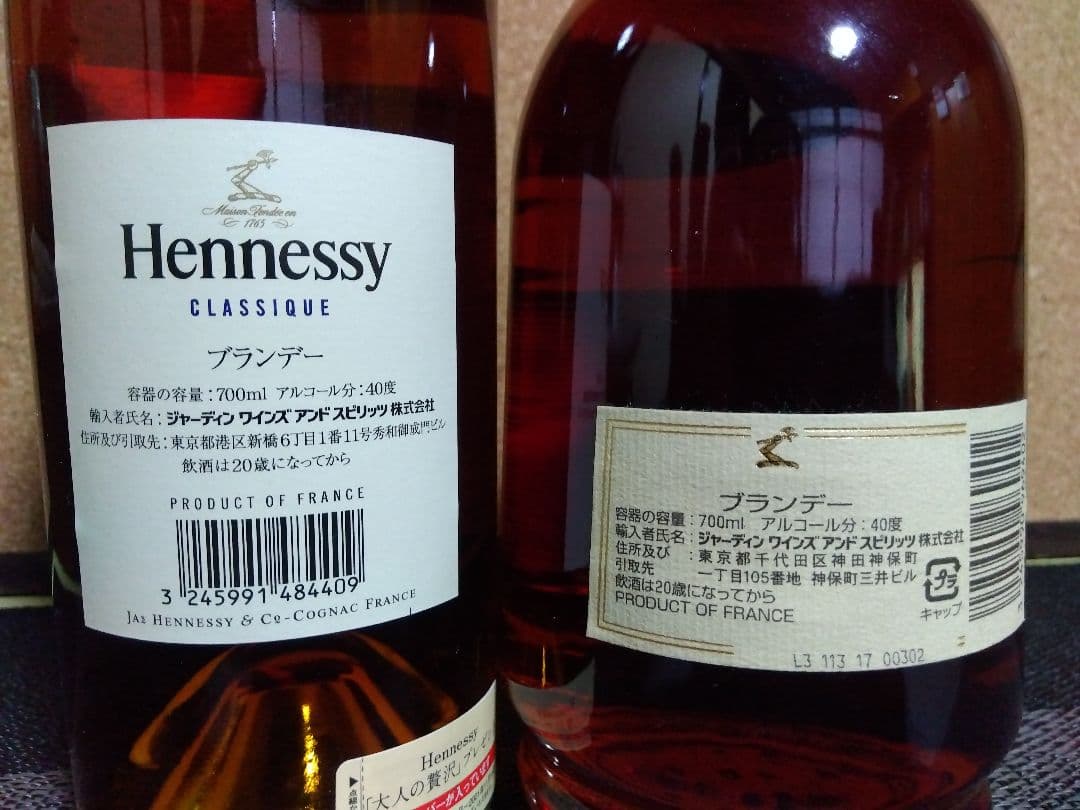 Maison Fondée en
1765
Hennessy
CLASSIQUE
ブランデー
容器の容量:700ml アルコール分:40度
輸入者氏名:ジャーディン ワインズ アンド スピリッツ 株式会社
住所及び引取先:東京都港区新橋6丁目1番11号秀和御成門ビル
飲酒は20歳になってから
PRODUCT OF FRANCE
3 245991 484409
JAS HENNESSY & CO-COGNAC FRANCE
Hennessy
「大人の贅沢」プレゼ
ーが入っています
ブランデー
容器の容量:700ml アルコール分:40度
輸入者氏名:ジャーディン ワインズ アンド スピリッツ 株式会社
住所及び:東京都千代田区神田神保町
引取先 一丁目105番地 神保町三井ビル
飲酒は20歳になってから
PRODUCT OF FRANCE
プラ
キャップ
L3 113 17 00302